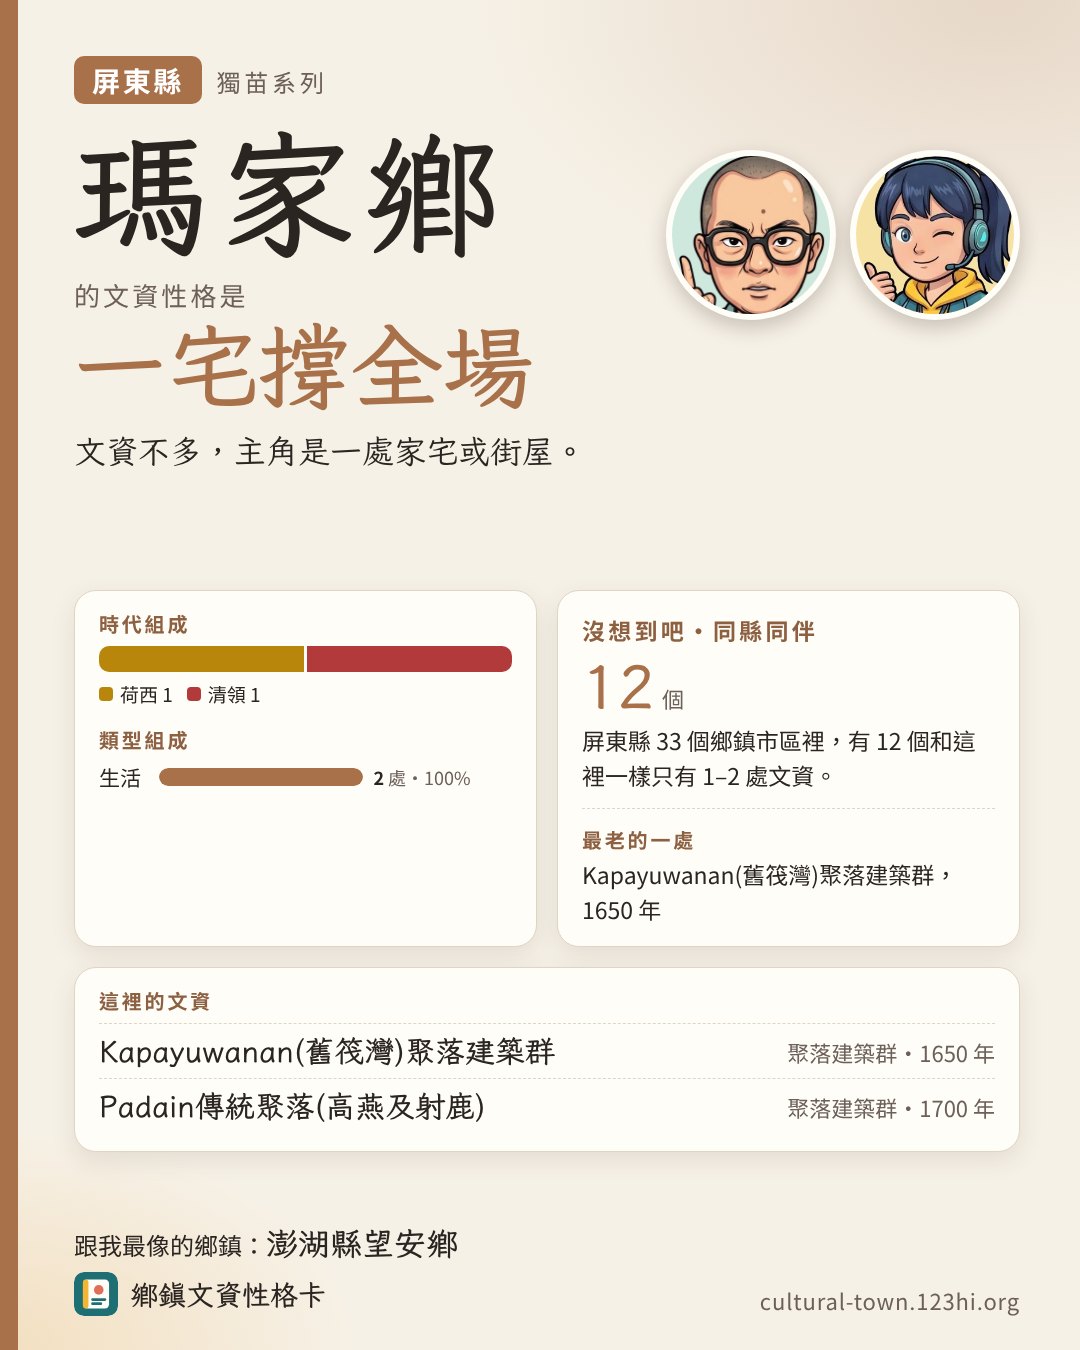 屏東縣 獨苗系列
瑪家鄉
的文資性格是
一宅撐全場
文資不多，主角是一處家宅或街屋。
時代組成
荷西 1 清領 1
類型組成
生活 2 處・100%
沒想到吧・同縣同伴
12 個
屏東縣 33 個鄉鎮市區裡，有 12 個和這
裡一樣只有 1–2 處文資。
最老的一處
Kapayuwanan(舊筏灣)聚落建築群，
1650 年
這裡的文資
Kapayuwanan(舊筏灣)聚落建築群 聚落建築群・1650 年
Padain傳統聚落(高燕及射鹿) 聚落建築群・1700 年
跟我最像的鄉鎮：澎湖縣望安鄉
鄉鎮文資性格卡
cultural-town.123hi.org